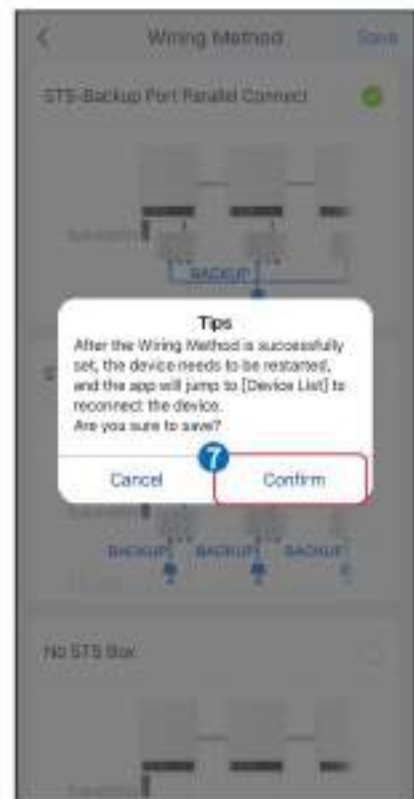 Wiring Method Save
STS-Backup Port Parallel Connect
BACKUP
Tips
After the Wiring Method is successfully
set, the device needs to be restarted,
and the app will jump to [Device List] to
reconnect the device.
Are you sure to save?
7
Cancel Confirm
BACKUP BACKUP BACKUP
No STS Box